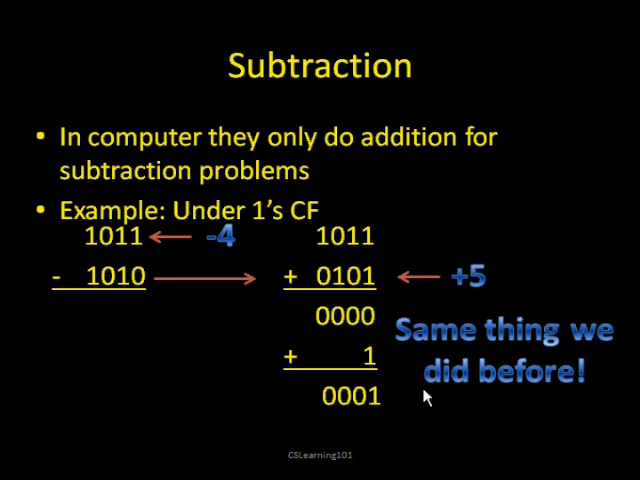 Subtraction
• In computer they only do addition for
subtraction problems
• Example: Under 1's CF
1011 -4 1011
- 1010 + 0101 +5
0000
Same thing we
+ 1
did before!
0001
CSLearning101